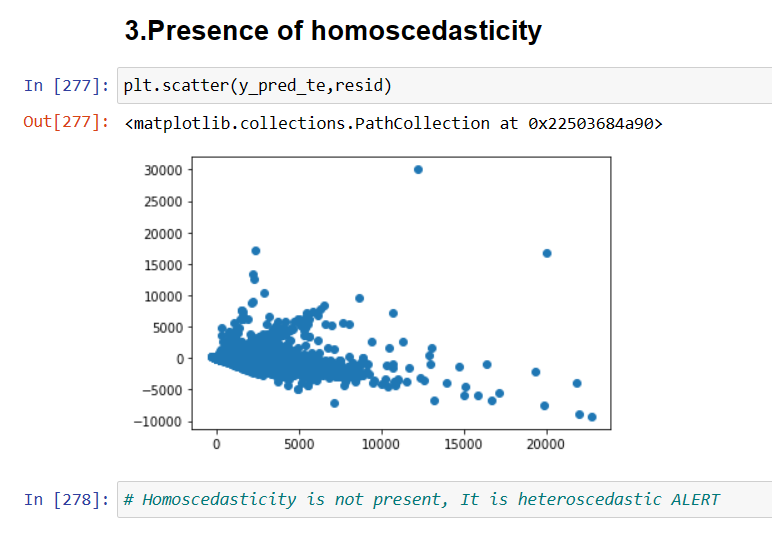 3.Presence of homoscedasticity
In [277]: plt.scatter(y_pred_te,resid)
Out[277]: <matplotlib.collections.PathCollection at 0x22503684a90>
30000
25000
20000
15000
10000
5000
0
−5000
−10000
0 5000 10000 15000 20000
In [278]: # Homoscedasticity is not present, It is heteroscedastic ALERT